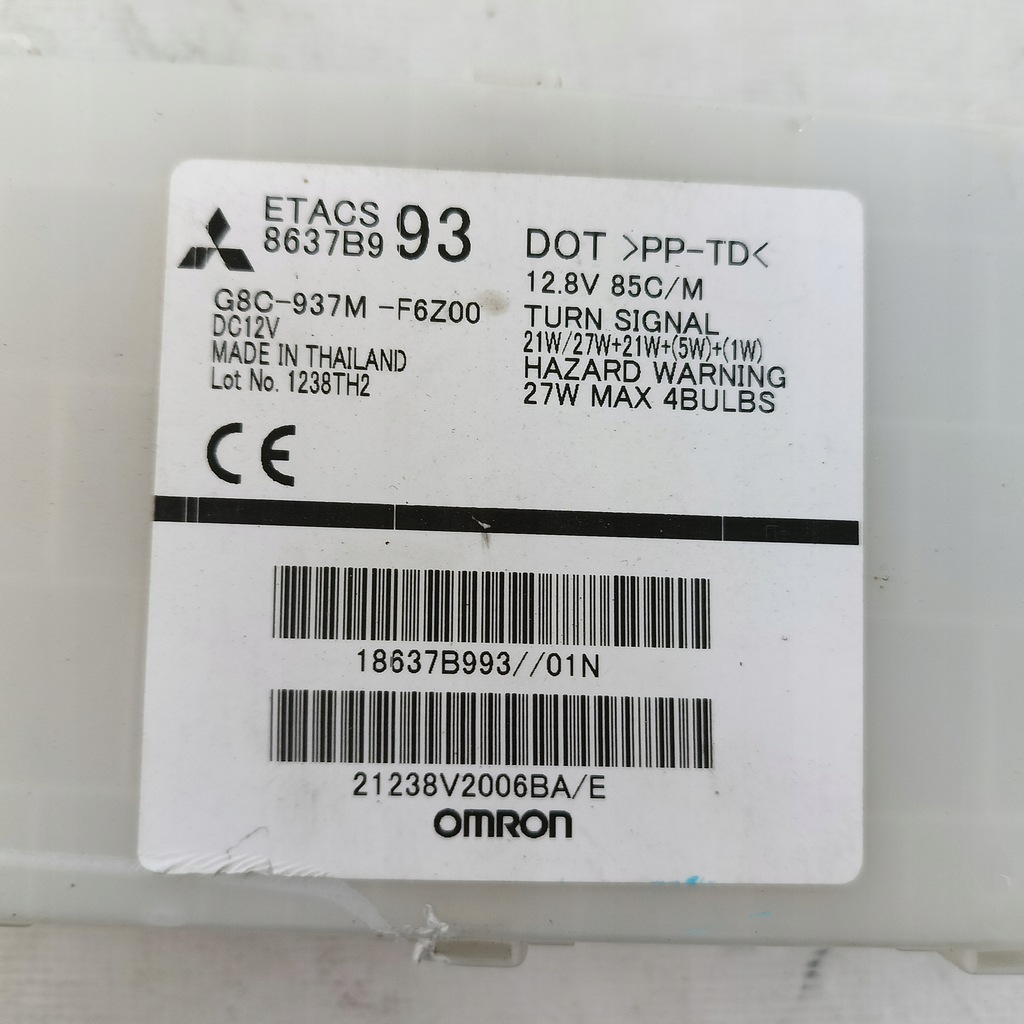 ETACS
8637B9 93
G8C-937M -F6Z00
DC12V
MADE IN THAILAND
Lot No. 1238TH2
CE
DOT >PP-TD<
12.8V 85C/M
TURN SIGNAL
21W/27W+21W+(5W)+(1W)
HAZARD WARNING
27W MAX 4BULBS
18637B993//01N
21238V2006BA/E
OMRON